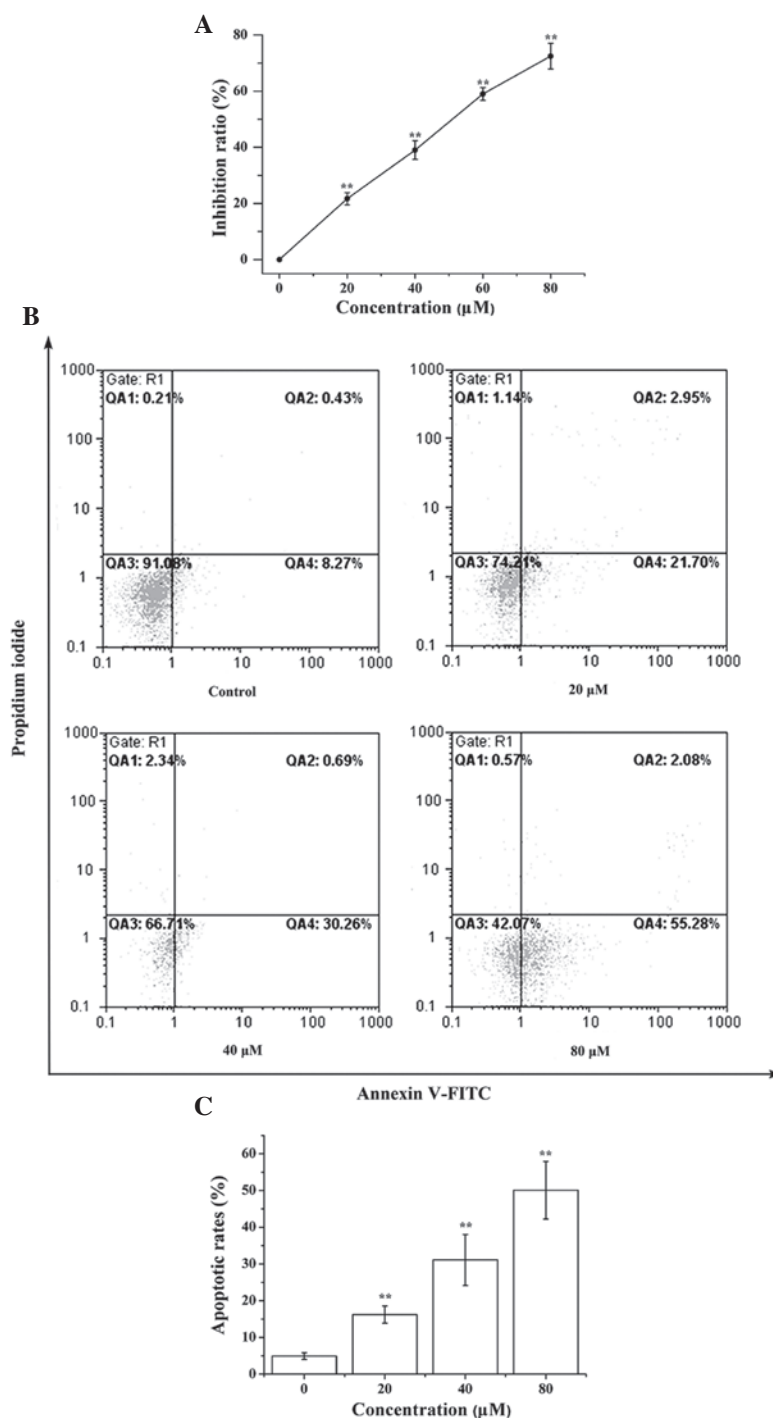 A
80
60
40
20
0
Inhibition ratio (%)
**
**
**
**
0 20 40 60 80
Concentration (μM)
B
Propidium iodide
1000
100
10
1
0.1
Gate: R1
QA1: 0.21% QA2: 0.43%
QA3: 91.08% QA4: 8.27%
0.1 1 10 100 1000
Control
1000
100
10
1
0.1
Gate: R1
QA1: 1.14% QA2: 2.95%
QA3: 74.21% QA4: 21.70%
0.1 1 10 100 1000
20 μM
1000
100
10
1
0.1
Gate: R1
QA1: 2.34% QA2: 0.69%
QA3: 66.71% QA4: 30.26%
0.1 1 10 100 1000
40 μM
1000
100
10
1
0.1
Gate: R1
QA1: 0.57% QA2: 2.08%
QA3: 42.07% QA4: 55.28%
0.1 1 10 100 1000
80 μM
Annexin V-FITC
C
60
50
40
30
20
10
0
Apoptotic rates (%)
**
**
**
0 20 40 80
Concentration (μM)